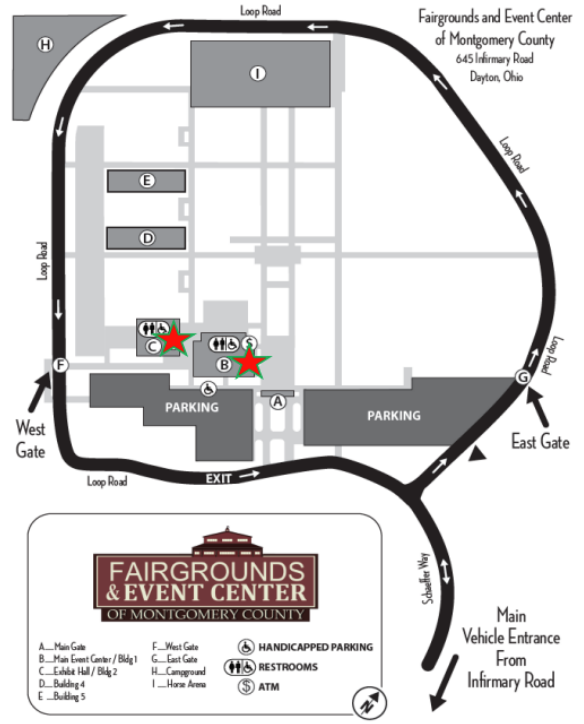 Fairgrounds and Event Center
of Montgomery County
645 Infirmary Road
Dayton, Ohio
Loop Road
H
I
Loop Road
E
D
Loop Road
Loop Road
C
$
B
F
G
A
PARKING
PARKING
West
Gate
East Gate
Loop Road
EXIT
Schaeffer Way
Main
Vehicle Entrance
From
Infirmary Road
FAIRGROUNDS
& EVENT CENTER
OF MONTGOMERY COUNTY
A.....Main Gate
B.....Main Event Center / Bldg 1
C.....Exhibit Hall / Bldg 2
D.....Building 4
E.....Building 5
F.....West Gate
G.....East Gate
H.....Campground
I.....Horse Arena
HANDICAPPED PARKING
RESTROOMS
$ ATM
N